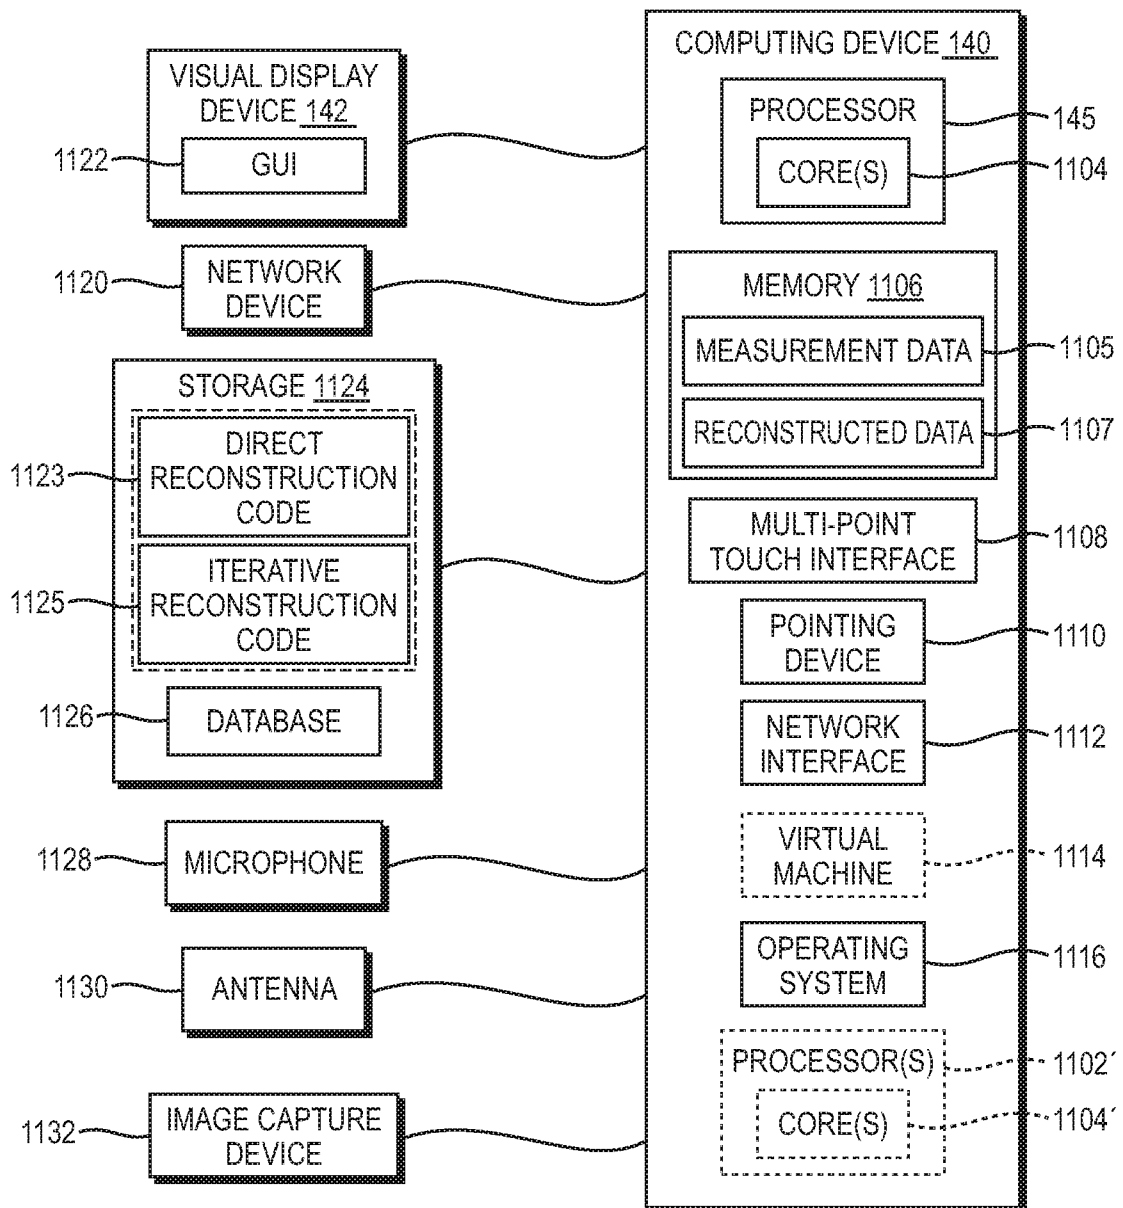 VISUAL DISPLAY
DEVICE 142
1122
GUI
1120
NETWORK
DEVICE
STORAGE 1124
1123
DIRECT
RECONSTRUCTION
CODE
1125
ITERATIVE
RECONSTRUCTION
CODE
1126
DATABASE
1128
MICROPHONE
1130
ANTENNA
1132
IMAGE CAPTURE
DEVICE
COMPUTING DEVICE 140
PROCESSOR
145
CORE(S)
1104
MEMORY 1106
MEASUREMENT DATA
1105
RECONSTRUCTED DATA
1107
MULTI-POINT
TOUCH INTERFACE
1108
POINTING
DEVICE
1110
NETWORK
INTERFACE
1112
VIRTUAL
MACHINE
1114
OPERATING
SYSTEM
1116
PROCESSOR(S)
1102´
CORE(S)
1104´